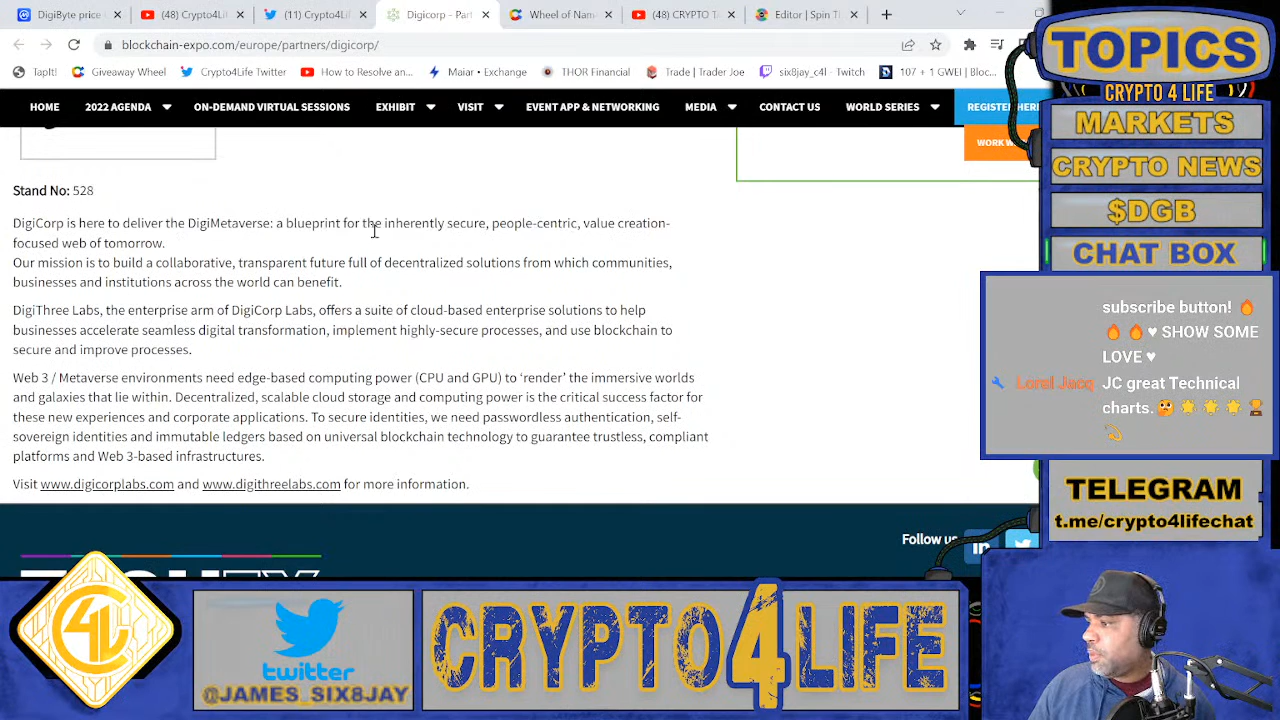 DigiByte price
(48) Crypto4Li
(11) Crypto4L
Digicorp - Par
Wheel of Nam
(48) CRYPTO T
Editor | Spin T
blockchain-expo.com/europe/partners/digicorp/
TapIt!
Giveaway Wheel
Crypto4Life Twitter
How to Resolve an...
Maiar • Exchange
THOR Financial
Trade | Trader Joe
six8jay_c4l - Twitch
107 + 1 GWEI | Bloc...
HOME
2022 AGENDA
ON-DEMAND VIRTUAL SESSIONS
EXHIBIT
VISIT
EVENT APP & NETWORKING
MEDIA
CONTACT US
WORLD SERIES
REGISTER HERE
WORK W
Stand No: 528
DigiCorp is here to deliver the DigiMetaverse: a blueprint for the inherently secure, people-centric, value creation-
focused web of tomorrow.
Our mission is to build a collaborative, transparent future full of decentralized solutions from which communities,
businesses and institutions across the world can benefit.
DigiThree Labs, the enterprise arm of DigiCorp Labs, offers a suite of cloud-based enterprise solutions to help
businesses accelerate seamless digital transformation, implement highly-secure processes, and use blockchain to
secure and improve processes.
Web 3 / Metaverse environments need edge-based computing power (CPU and GPU) to ‘render’ the immersive worlds
and galaxies that lie within. Decentralized, scalable cloud storage and computing power is the critical success factor for
these new experiences and corporate applications. To secure identities, we need passwordless authentication, self-
sovereign identities and immutable ledgers based on universal blockchain technology to guarantee trustless, compliant
platforms and Web 3-based infrastructures.
Visit www.digicorplabs.com and www.digithreelabs.com for more information.
Follow us
TOPICS
CRYPTO 4 LIFE
MARKETS
CRYPTO NEWS
$DGB
CHAT BOX
subscribe button! 🔥
🔥 🔥 ♥ SHOW SOME
LOVE ♥
Lorel Jacq JC great Technical
charts. 🤔 🌟 🌟 🌟 🏆
💫
TELEGRAM
t.me/crypto4lifechat
C4L
twitter
@JAMES_SIX8JAY
CRYPTO4LIFE